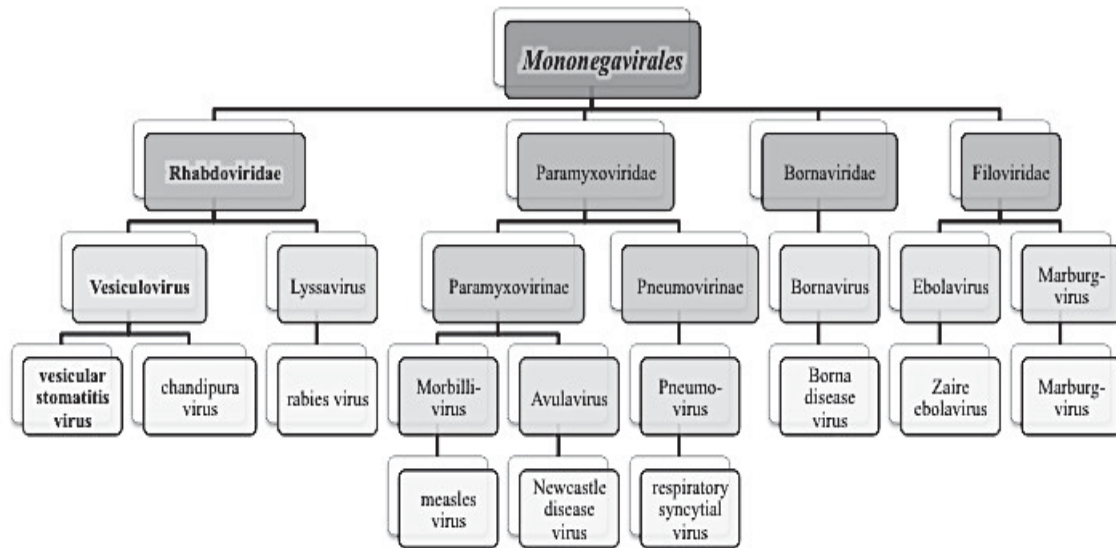 Mononegavirales
Rhabdoviridae
Paramyxoviridae
Bornaviridae
Filoviridae
Vesiculovirus
Lyssavirus
Paramyxovirinae
Pneumovirinae
Bornavirus
Ebolavirus
Marburg-
virus
vesicular
stomatitis
virus
chandipura
virus
rabies virus
Morbilli-
virus
Avulavirus
Pneumo-
virus
Borna
disease
virus
Zaire
ebolavirus
Marburg-
virus
measles
virus
Newcastle
disease
virus
respiratory
syncytial
virus